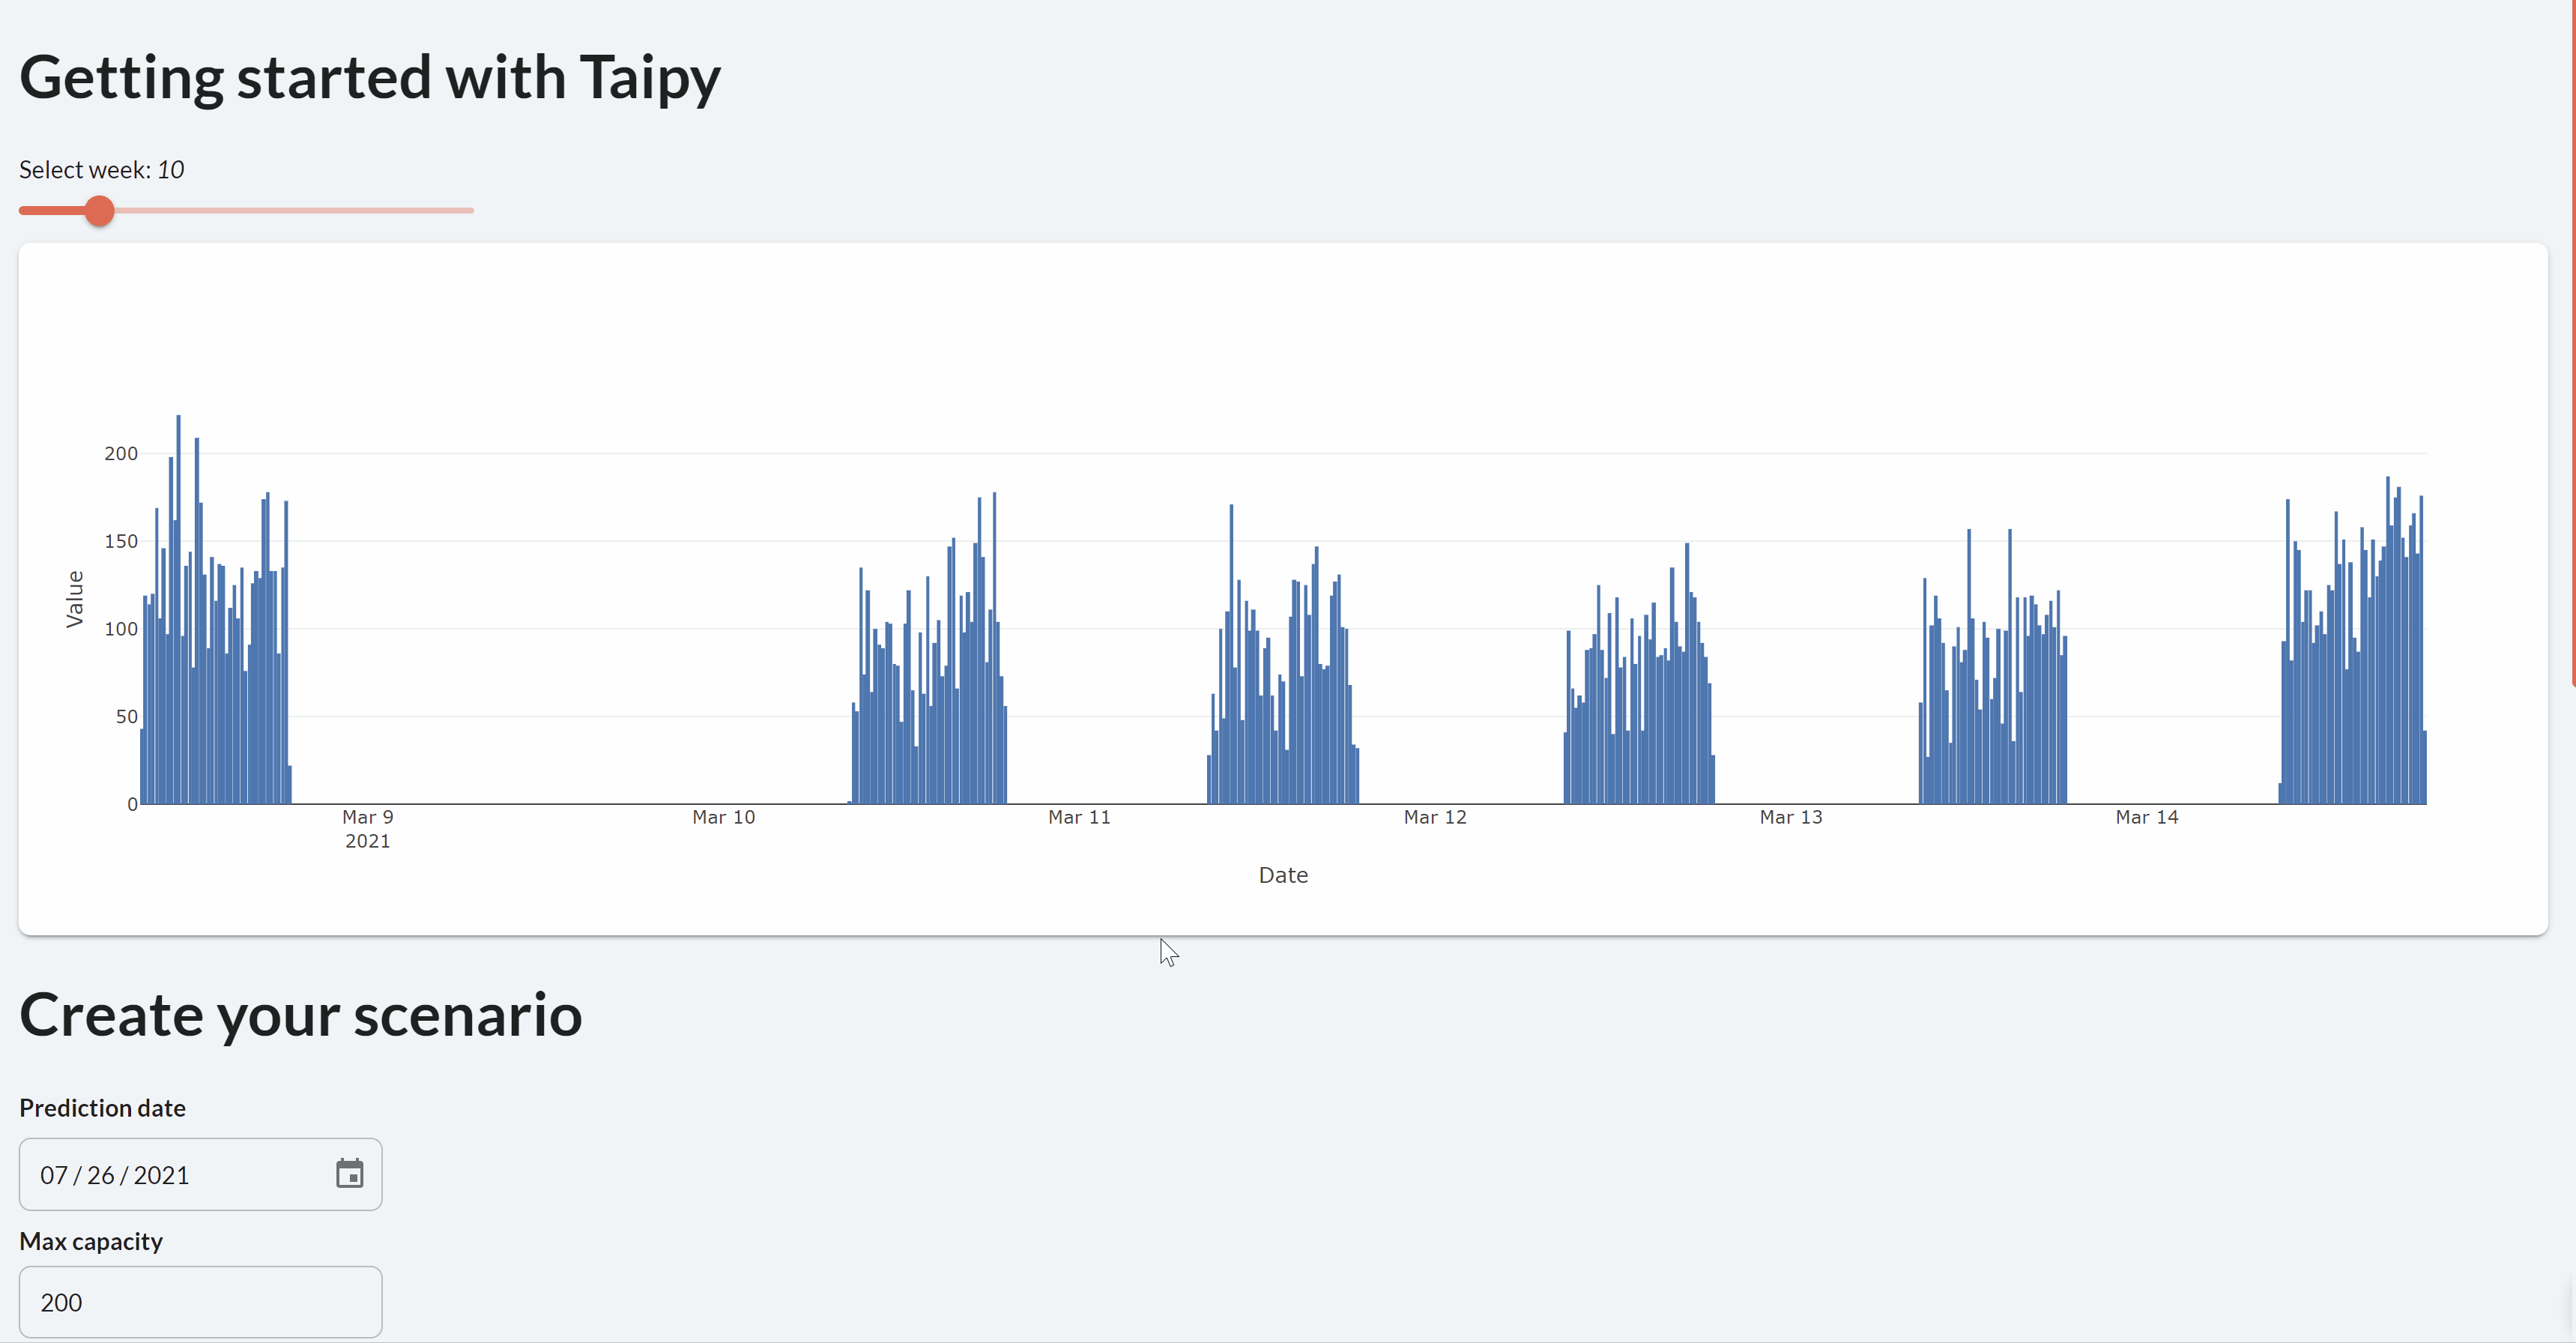 Getting started with Taipy
Select week: 10
200
150
100
50
0
Value
Mar 9
2021
Mar 10
Mar 11
Mar 12
Mar 13
Mar 14
Date
Create your scenario
Prediction date
07 / 26 / 2021
Max capacity
200